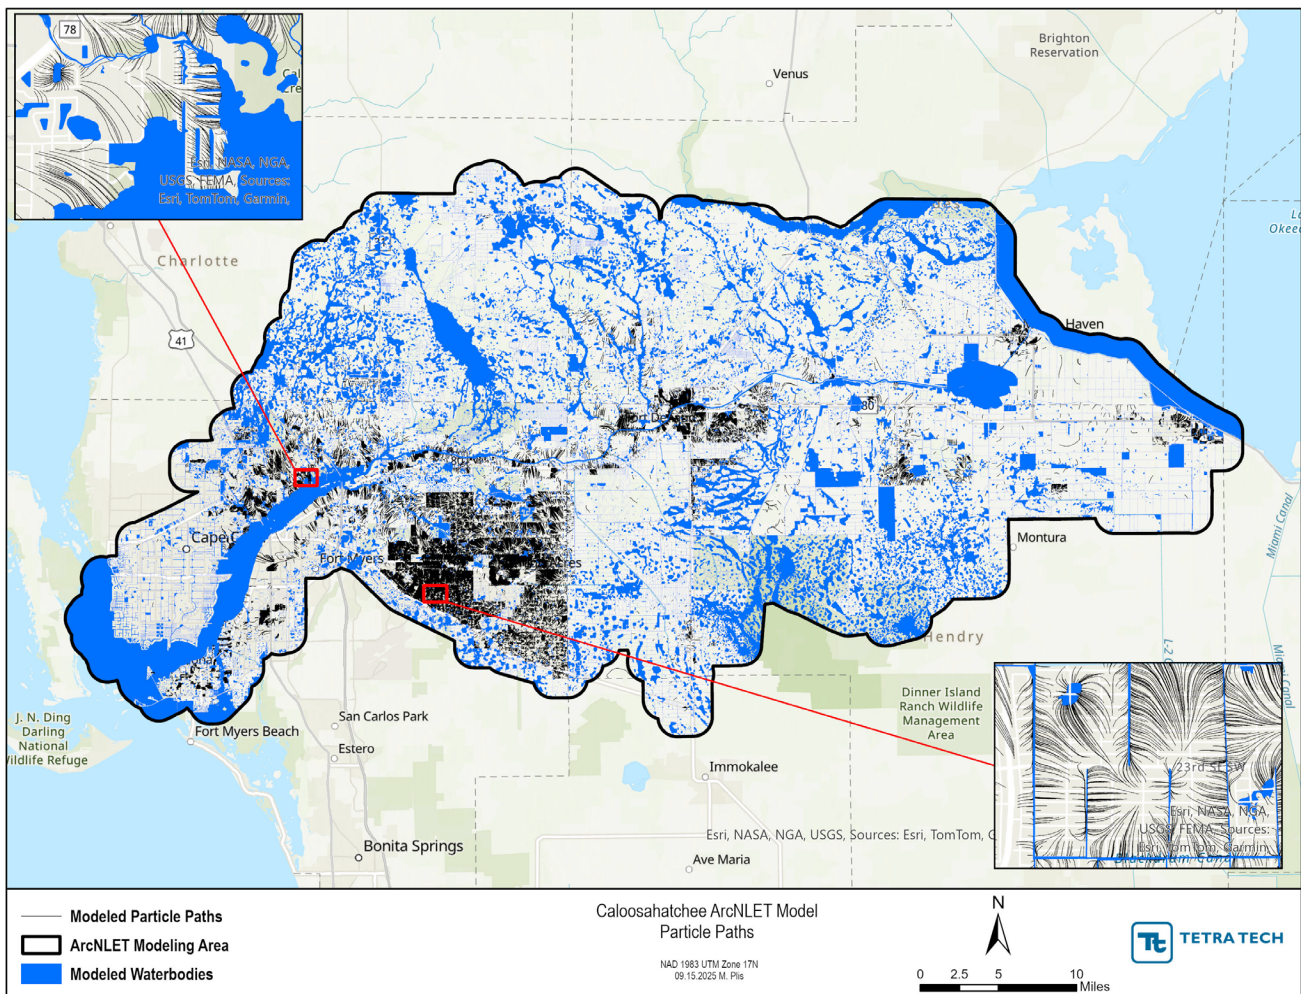 78
Esri, NASA, NGA,
USGS, FEMA, Sources:
Esri, TomTom, Garmin,
Brighton
Reservation
Venus
Charlotte
41
Haven
80
Fort Myers
Montura
Hendry
Miami Canal
J. N. Ding
Darling
National
Wildlife Refuge
Fort Myers Beach
San Carlos Park
Estero
Dinner Island
Ranch Wildlife
Management
Area
Immokalee
23rd St SW
Esri, NASA, NGA,
USGS, FEMA, Sources:
Esri, TomTom, Garmin,
Esri, NASA, NGA, USGS, Sources: Esri, TomTom, G
Bonita Springs
Ave Maria
Modeled Particle Paths
ArcNLET Modeling Area
Modeled Waterbodies
Caloosahatchee ArcNLET Model
Particle Paths
NAD 1983 UTM Zone 17N
09.15.2025 M. Plis
N
0 2.5 5 10
Miles
Tt TETRA TECH